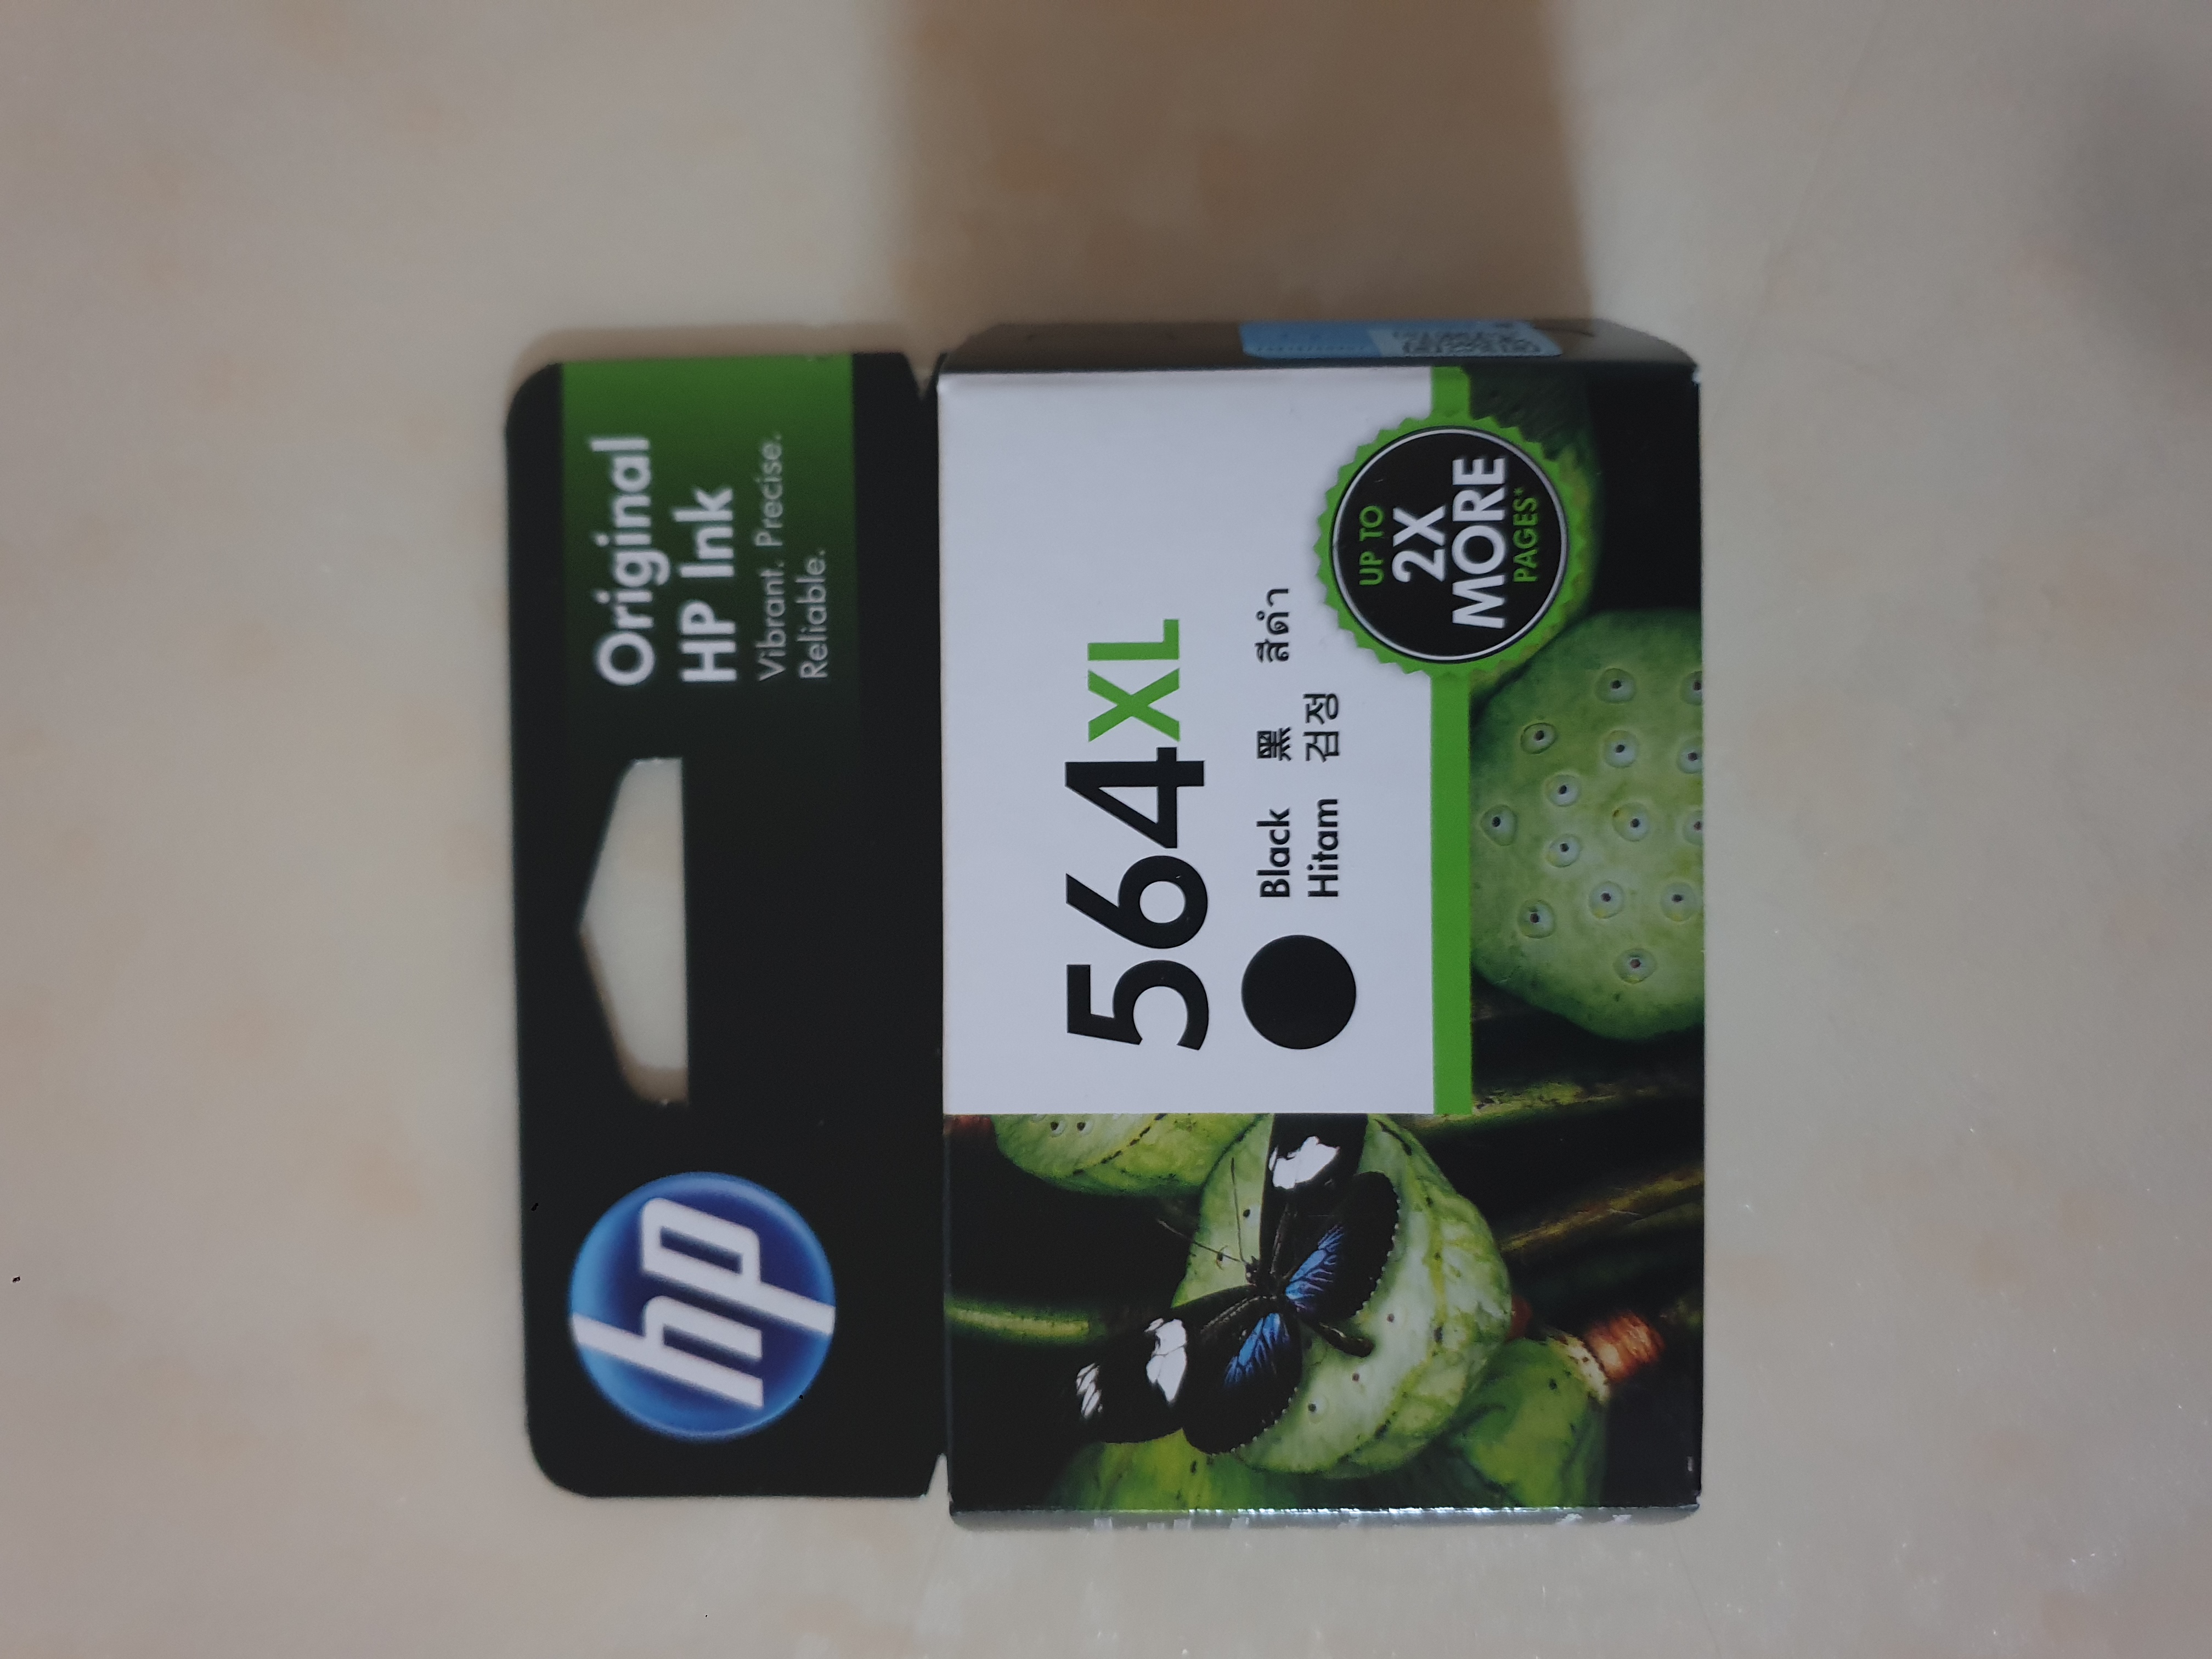 hp
Original
HP Ink
Vibrant. Precise.
Reliable.
564XL
Black 黑 สีดำ
Hitam 검정
UP TO
2X
MORE
PAGES*